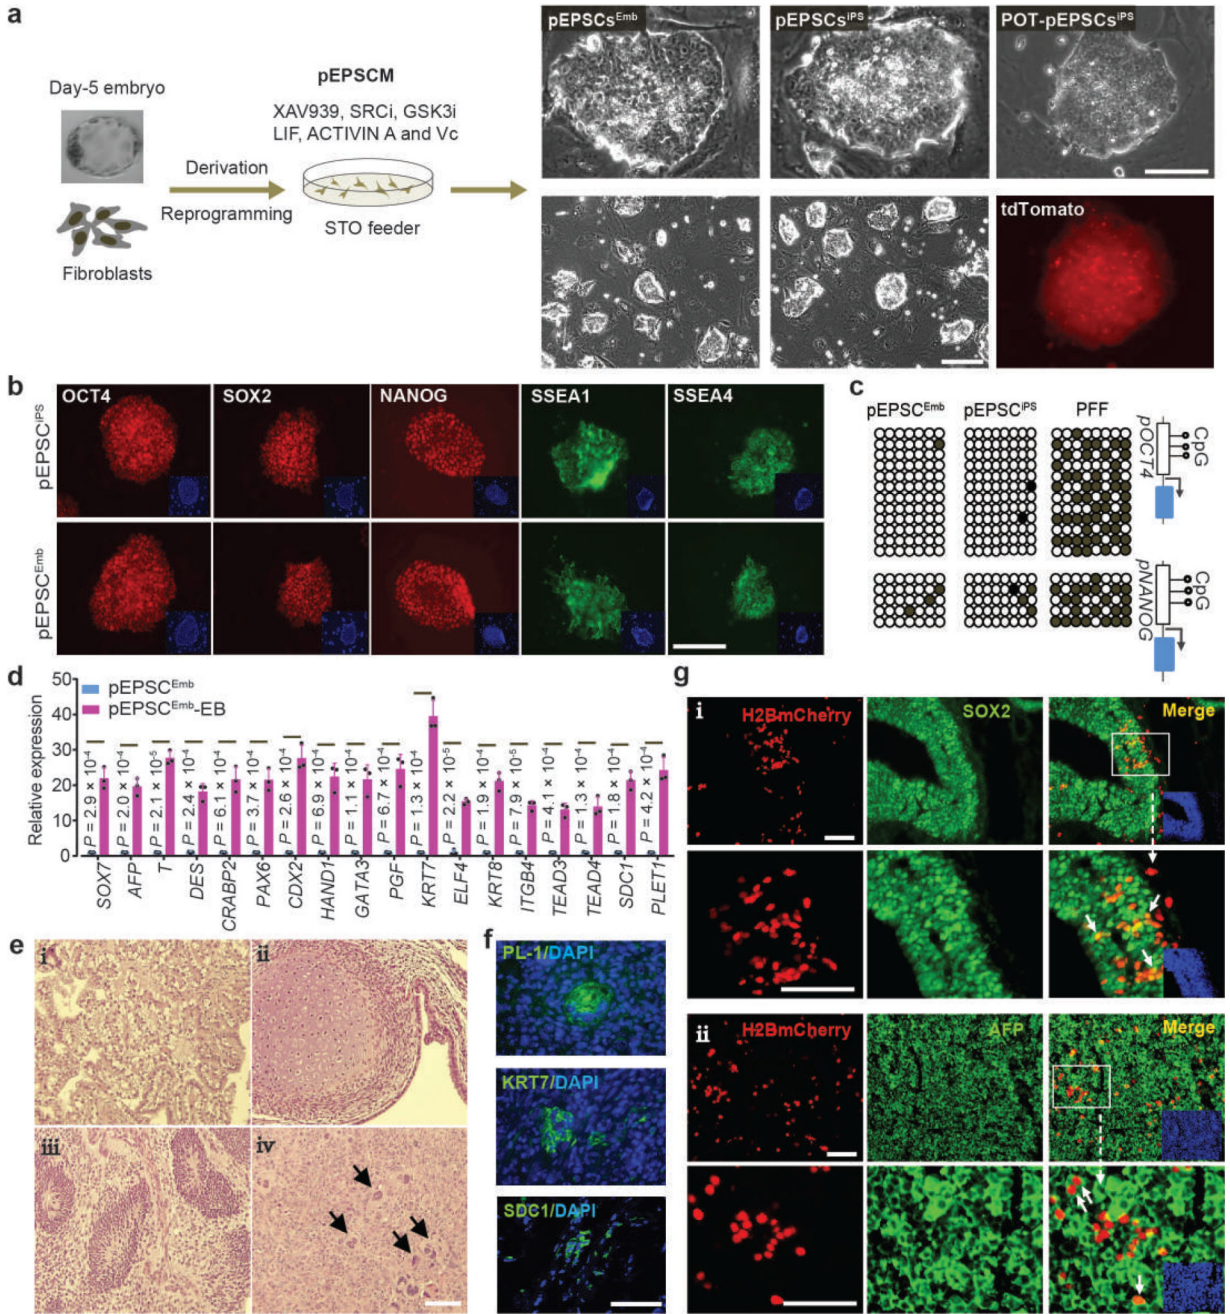 a
Day-5 embryo
Fibroblasts
Derivation
Reprogramming
pEPSCM
XAV939, SRCi, GSK3i
LIF, ACTIVIN A and Vc
STO feeder
pEPSCsEmb
pEPSCsiPS
POT-pEPSCsiPS
tdTomato
b
OCT4
SOX2
NANOG
SSEA1
SSEA4
pEPSCiPS
pEPSCEmb
c
pEPSCEmb
pEPSCiPS
PFF
pOCT4
CpG
pNANOG
CpG
d
pEPSCEmb
pEPSCEmb-EB
Relative expression
50
40
30
20
10
0
P = 2.9 × 10-4
P = 2.0 × 10-4
P = 2.1 × 10-5
P = 2.4 × 10-4
P = 6.1 × 10-4
P = 3.7 × 10-4
P = 2.6 × 10-4
P = 6.9 × 10-4
P = 1.1 × 10-4
P = 6.7 × 10-4
P = 1.3 × 10-4
P = 2.2 × 10-5
P = 1.9 × 10-4
P = 7.9 × 10-5
P = 4.1 × 10-4
P = 1.3 × 10-4
P = 1.8 × 10-4
P = 4.2 × 10-4
SOX7
AFP
T
DES
CRABP2
PAX6
CDX2
HAND1
GATA3
PGF
KRT7
ELF4
KRT8
ITGB4
TEAD3
TEAD4
SDC1
PLET1
e
i
ii
iii
iv
f
PL-1/DAPI
KRT7/DAPI
SDC1/DAPI
g
i
H2BmCherry
SOX2
Merge
ii
H2BmCherry
AFP
Merge